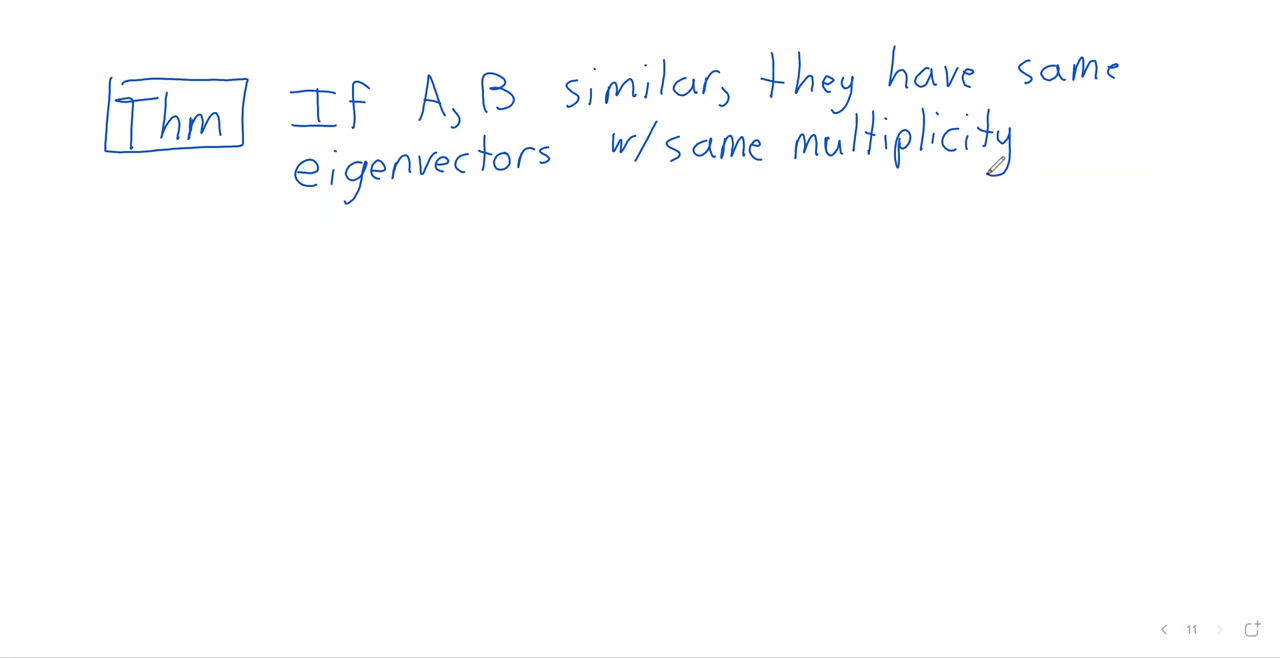 Thm If A, B similar, they have same
eigenvectors w/ same multiplicity
11